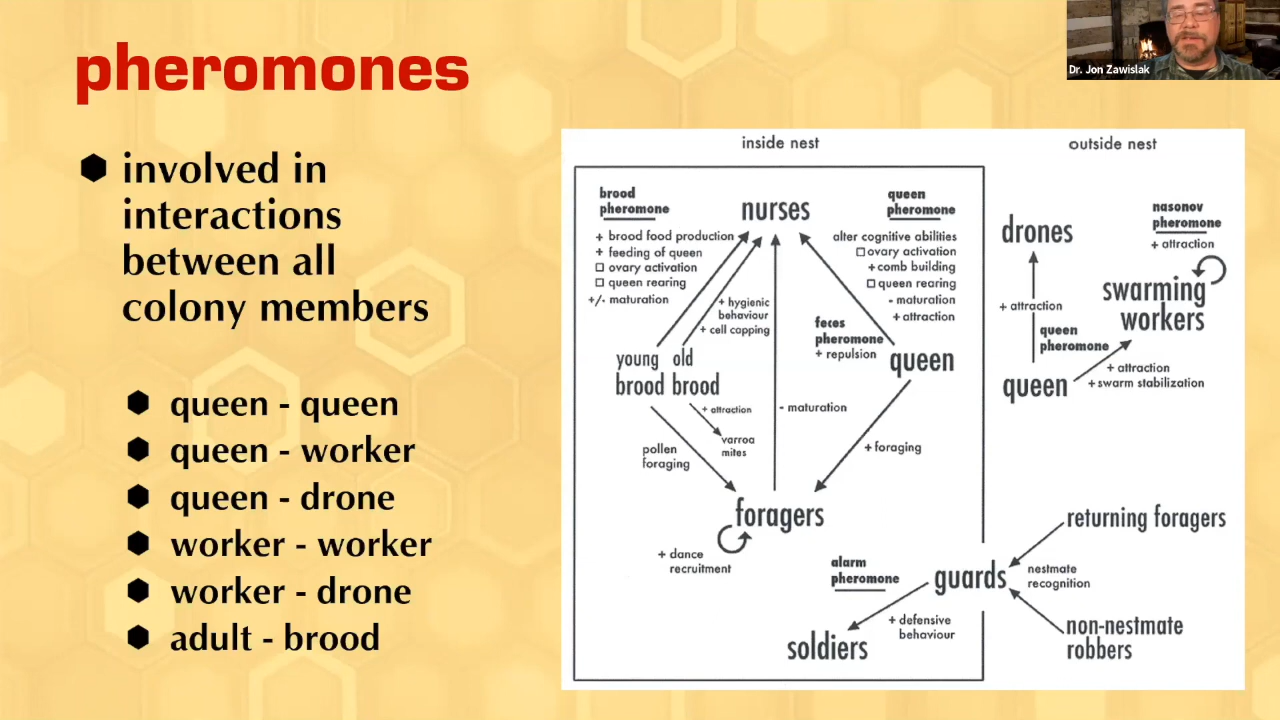 pheromones
Dr. Jon Zawislak
involved in
interactions
between all
colony members
queen - queen
queen - worker
queen - drone
worker - worker
worker - drone
adult - brood
inside nest
outside nest
brood
pheromone
+ brood food production
+ feeding of queen
☐ ovary activation
☐ queen rearing
+/- maturation
nurses
queen
pheromone
alter cognitive abilities
☐ ovary activation
+ comb building
☐ queen rearing
- maturation
+ attraction
+ hygienic
behaviour
+ cell capping
feces
pheromone
+ repulsion
young old
brood brood
queen
+ attraction
varroa
mites
- maturation
pollen
foraging
+ foraging
foragers
+ dance
recruitment
alarm
pheromone
guards
+ defensive
behaviour
soldiers
drones
+ attraction
queen
pheromone
queen
nasonov
pheromone
+ attraction
swarming
workers
+ attraction
+ swarm stabilization
returning foragers
nestmate
recognition
non-nestmate
robbers